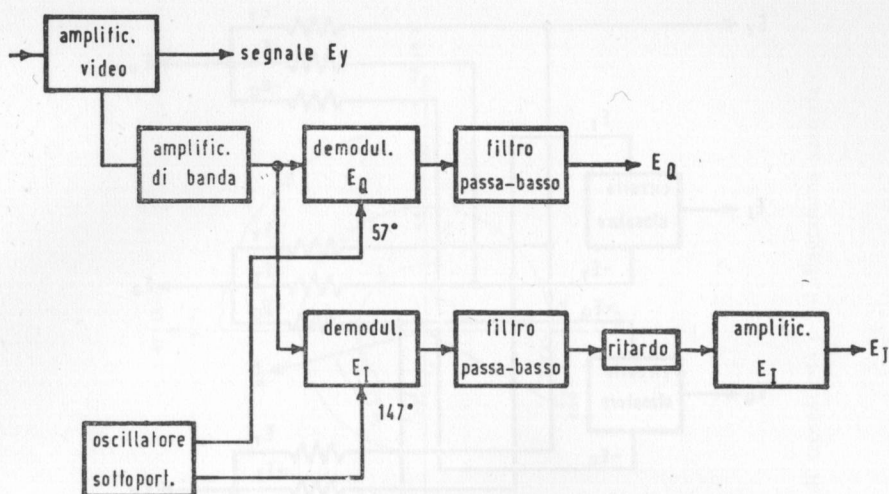 amplific.
video
segnale Ey
amplific.
di banda
demodul.
EQ
filtro
passa-basso
EQ
57°
demodul.
EI
filtro
passa-basso
ritardo
amplific.
EI
EI
147°
oscillatore
sottoport.